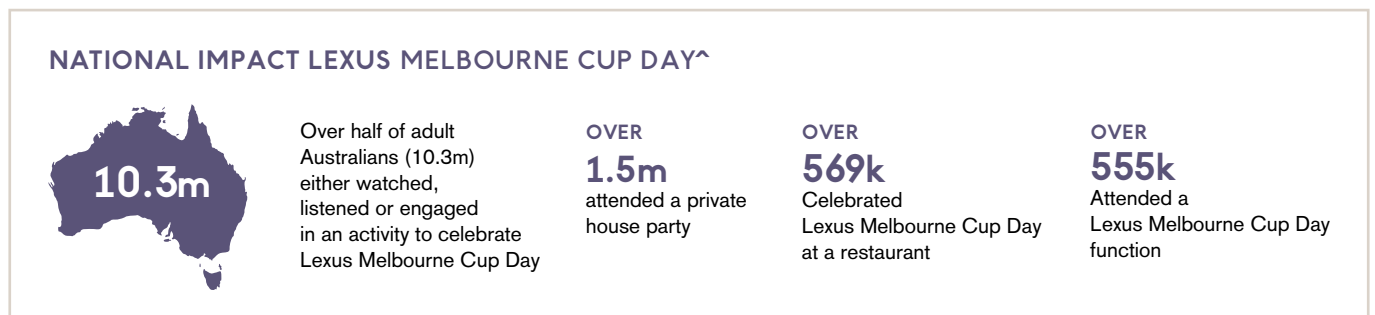 NATIONAL IMPACT LEXUS MELBOURNE CUP DAY^
10.3m
Over half of adult
Australians (10.3m)
either watched,
listened or engaged
in an activity to celebrate
Lexus Melbourne Cup Day
OVER
1.5m
attended a private
house party
OVER
569k
Celebrated
Lexus Melbourne Cup Day
at a restaurant
OVER
555k
Attended a
Lexus Melbourne Cup Day
function